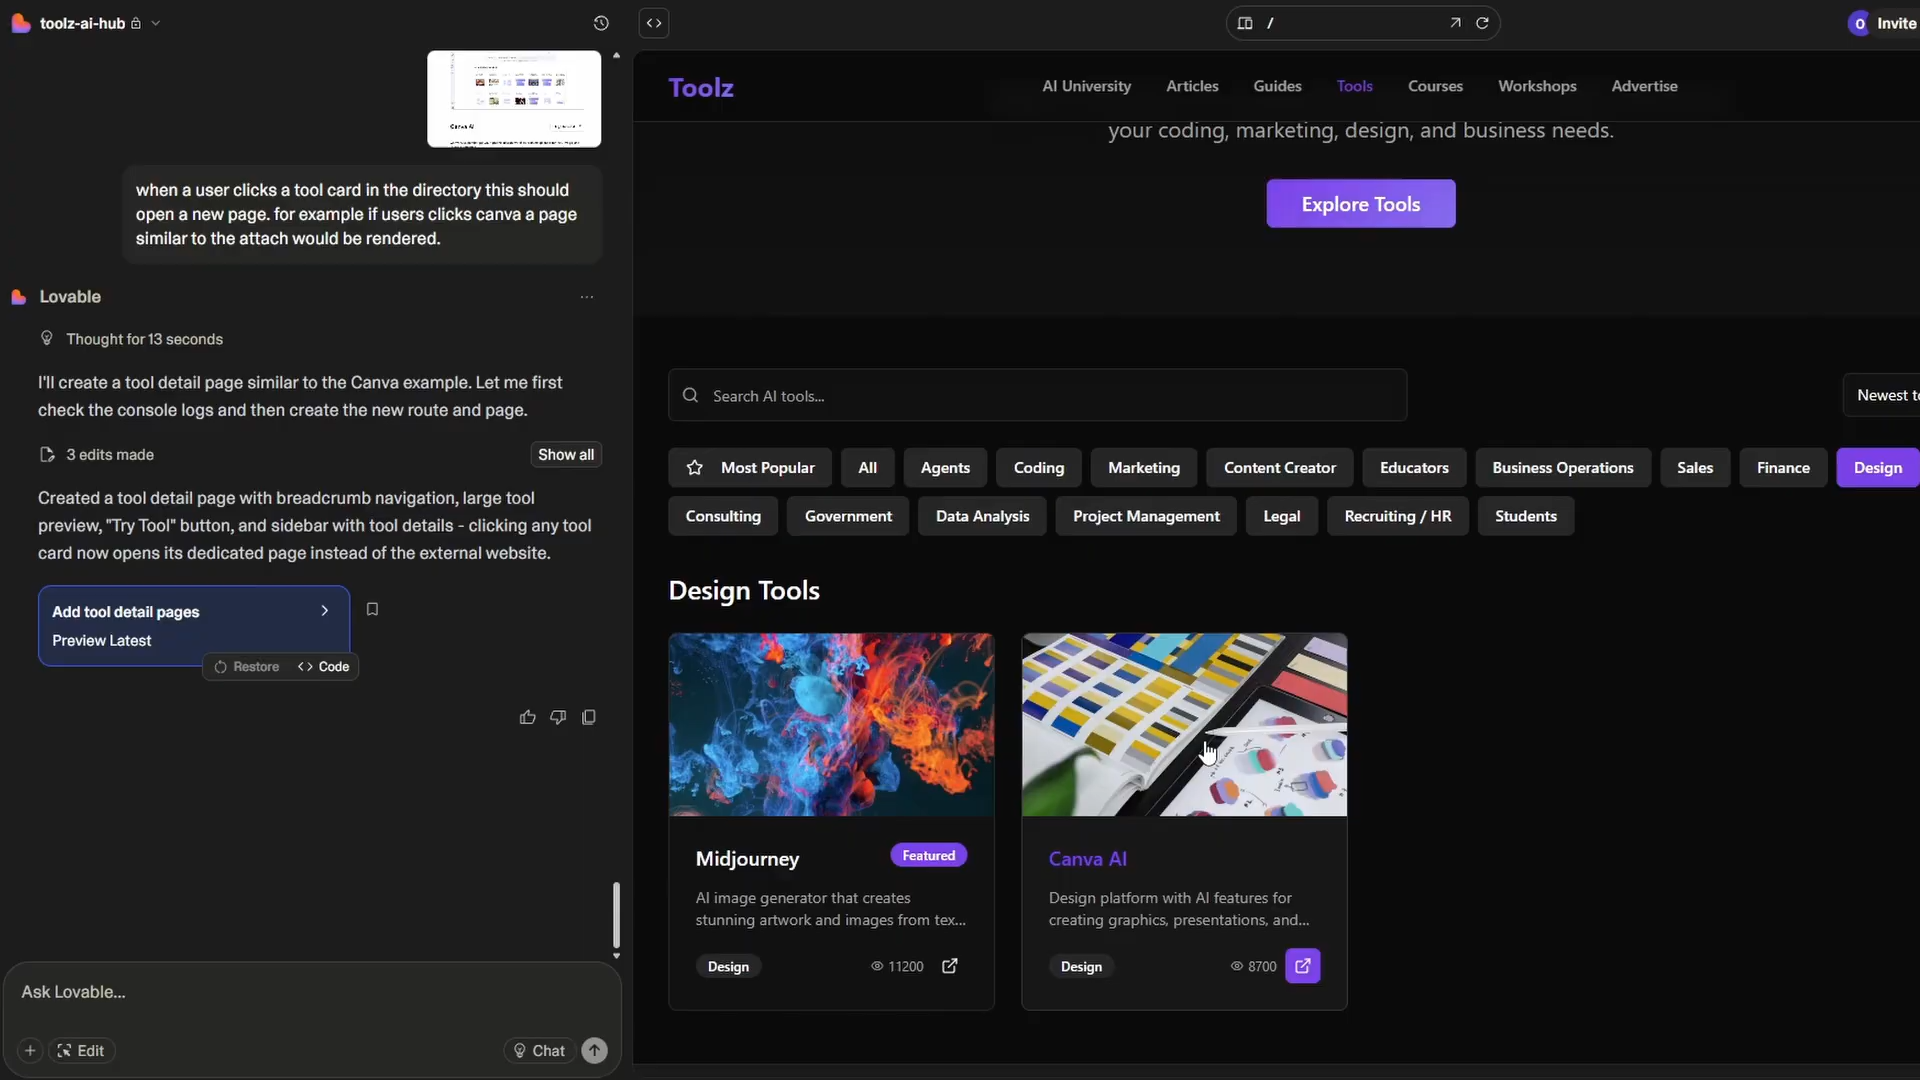 toolz-ai-hub
/
O Invite
Canva AI
when a user clicks a tool card in the directory this should
open a new page. for example if users clicks canva a page
similar to the attach would be rendered.
Lovable
Thought for 13 seconds
I'll create a tool detail page similar to the Canva example. Let me first
check the console logs and then create the new route and page.
3 edits made
Show all
Created a tool detail page with breadcrumb navigation, large tool
preview, "Try Tool" button, and sidebar with tool details - clicking any tool
card now opens its dedicated page instead of the external website.
Add tool detail pages
Preview Latest
Restore
Code
Ask Lovable...
Edit
Chat
Toolz
AI University
Articles
Guides
Tools
Courses
Workshops
Advertise
your coding, marketing, design, and business needs.
Explore Tools
Search AI tools...
Newest to
Most Popular
All
Agents
Coding
Marketing
Content Creator
Educators
Business Operations
Sales
Finance
Design
Consulting
Government
Data Analysis
Project Management
Legal
Recruiting / HR
Students
Design Tools
Midjourney
Featured
AI image generator that creates
stunning artwork and images from tex...
Design
11200
Canva AI
Design platform with AI features for
creating graphics, presentations, and...
Design
8700